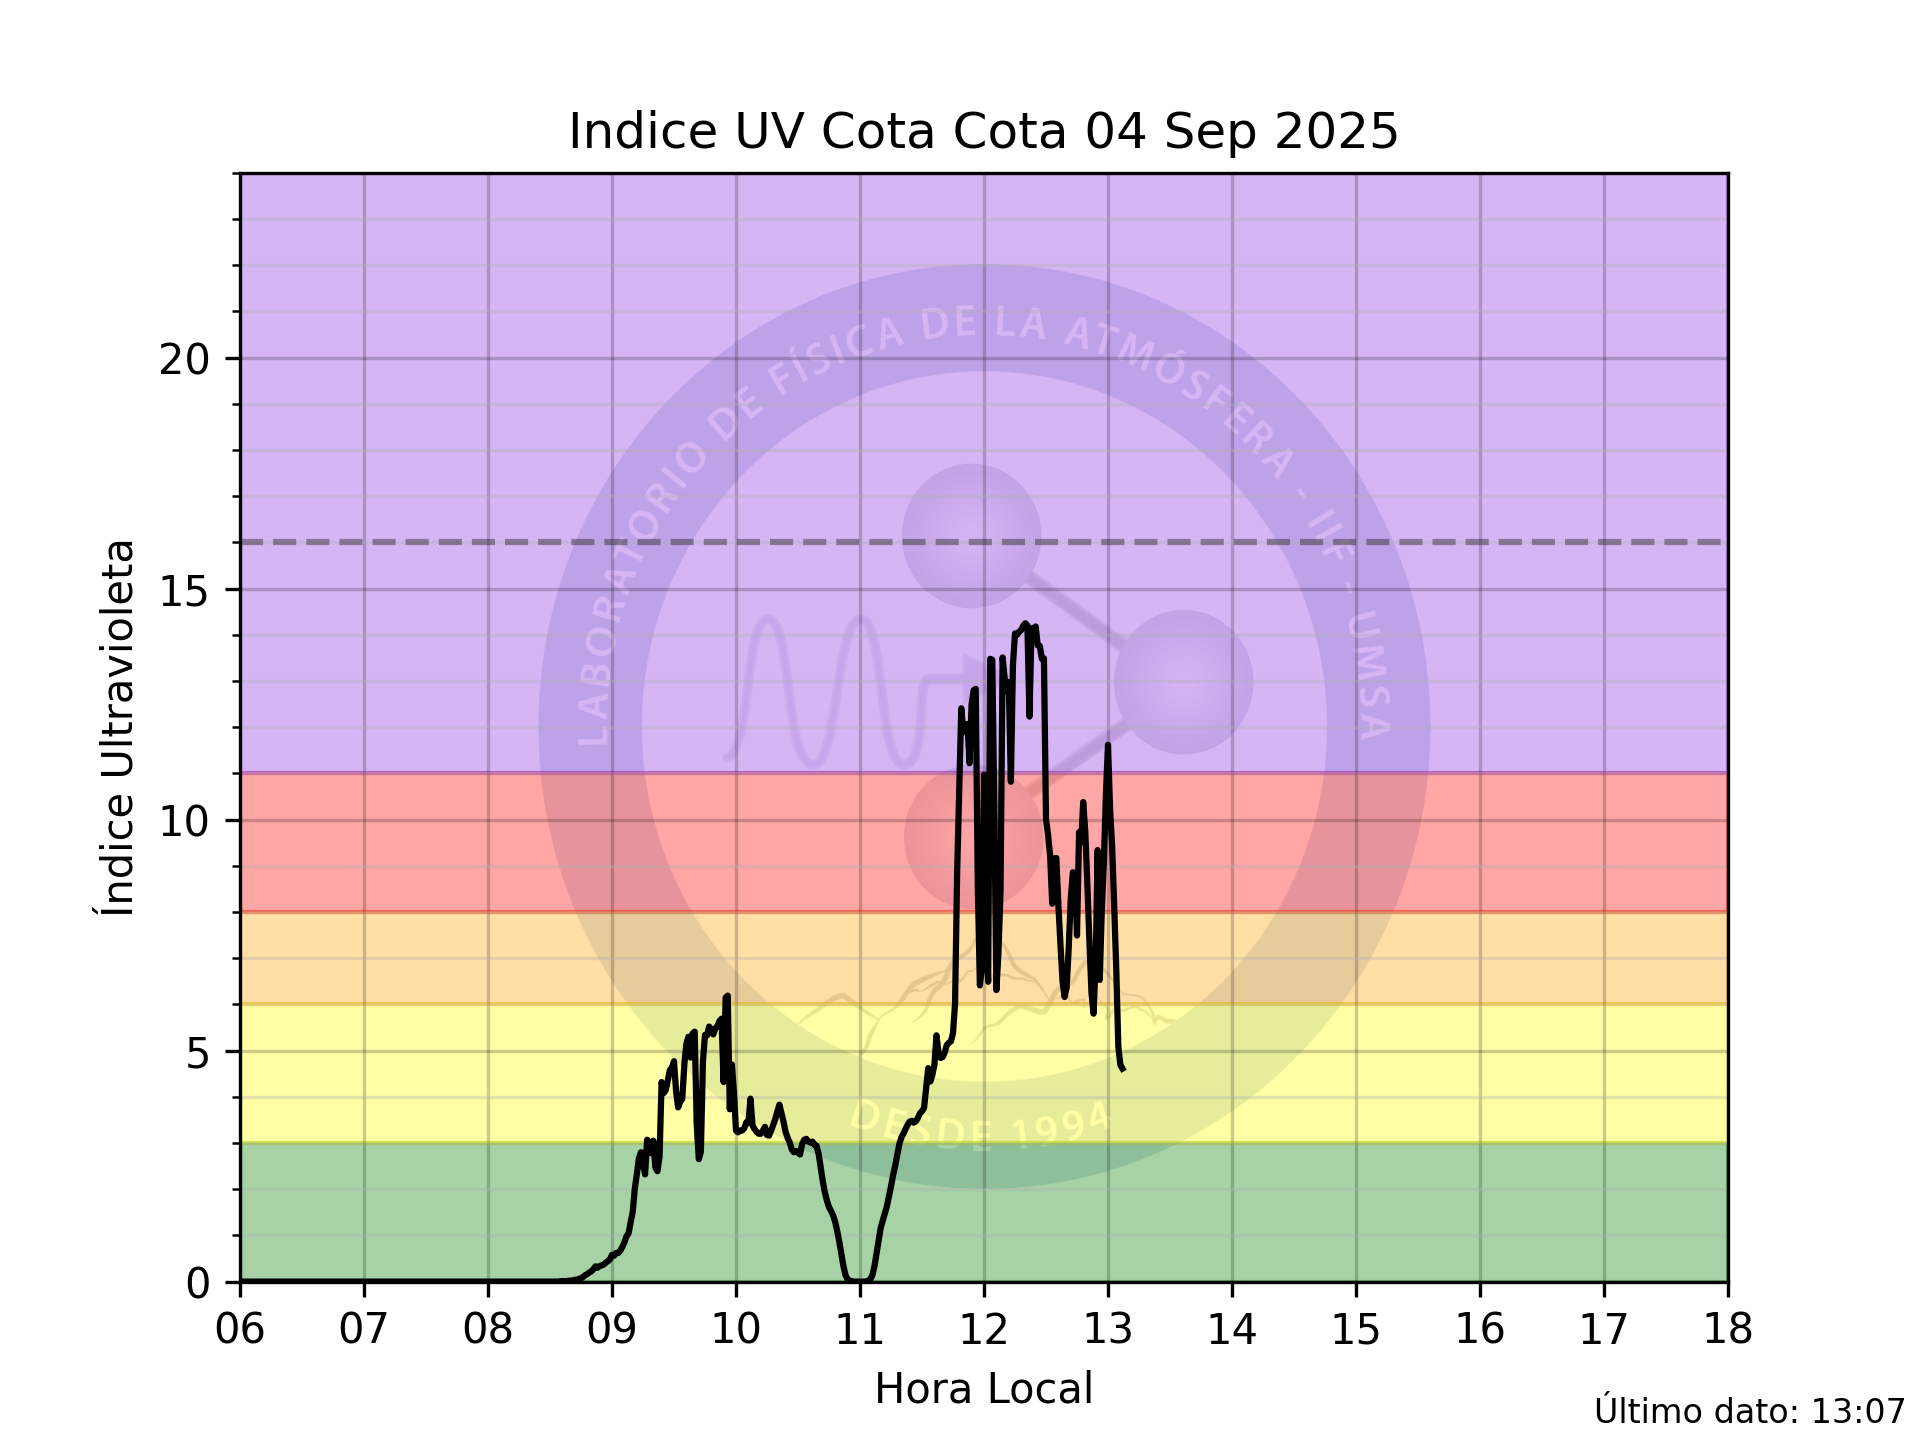 Indice UV Cota Cota 04 Sep 2025
20
15
10
5
0
Índice Ultravioleta
LABORATORIO DE FÍSICA DE LA ATMÓSFERA - IIF - UMSA
DESDE 1994
06 07 08 09 10 11 12 13 14 15 16 17 18
Hora Local
Último dato: 13:07